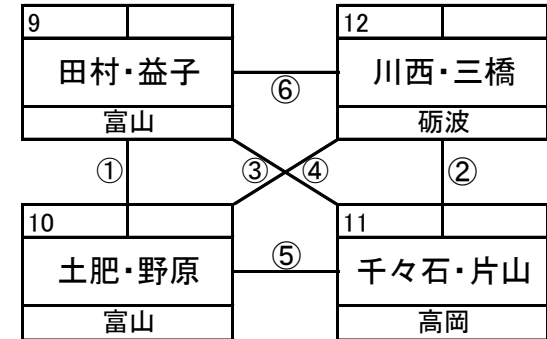 9 12
田村・益子 川西・三橋
⑥
富山 砺波
① ③ ④ ②
10 11
土肥・野原 千々石・片山
⑤
富山 高岡